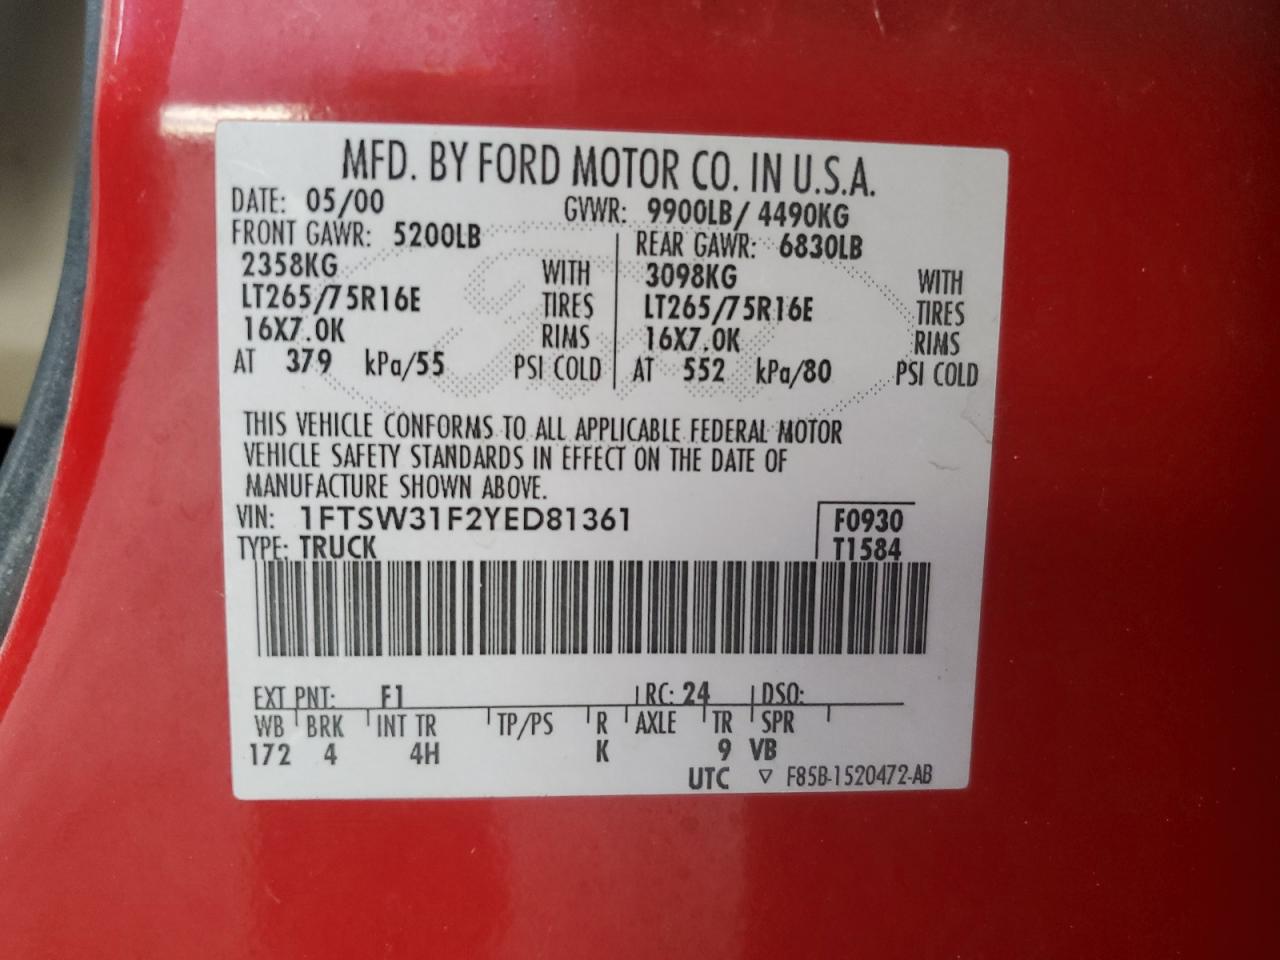 MFD. BY FORD MOTOR CO. IN U.S.A.
DATE: 05/00 GVWR: 9900LB/ 4490KG
FRONT GAWR: 5200LB REAR GAWR: 6830LB
2358KG WITH 3098KG WITH
LT265/75R16E TIRES LT265/75R16E TIRES
16X7.0K RIMS 16X7.0K RIMS
AT 379 kPa/55 PSI COLD AT 552 kPa/80 PSI COLD
THIS VEHICLE CONFORMS TO ALL APPLICABLE FEDERAL MOTOR
VEHICLE SAFETY STANDARDS IN EFFECT ON THE DATE OF
MANUFACTURE SHOWN ABOVE.
VIN: 1FTSW31F2YED81361 F0930
TYPE: TRUCK T1584
EXT PNT: F1 RC: 24 DSO:
WB BRK INT TR TP/PS R AXLE TR SPR
172 4 4H K 9 VB
UTC ▽ F85B-1520472-AB